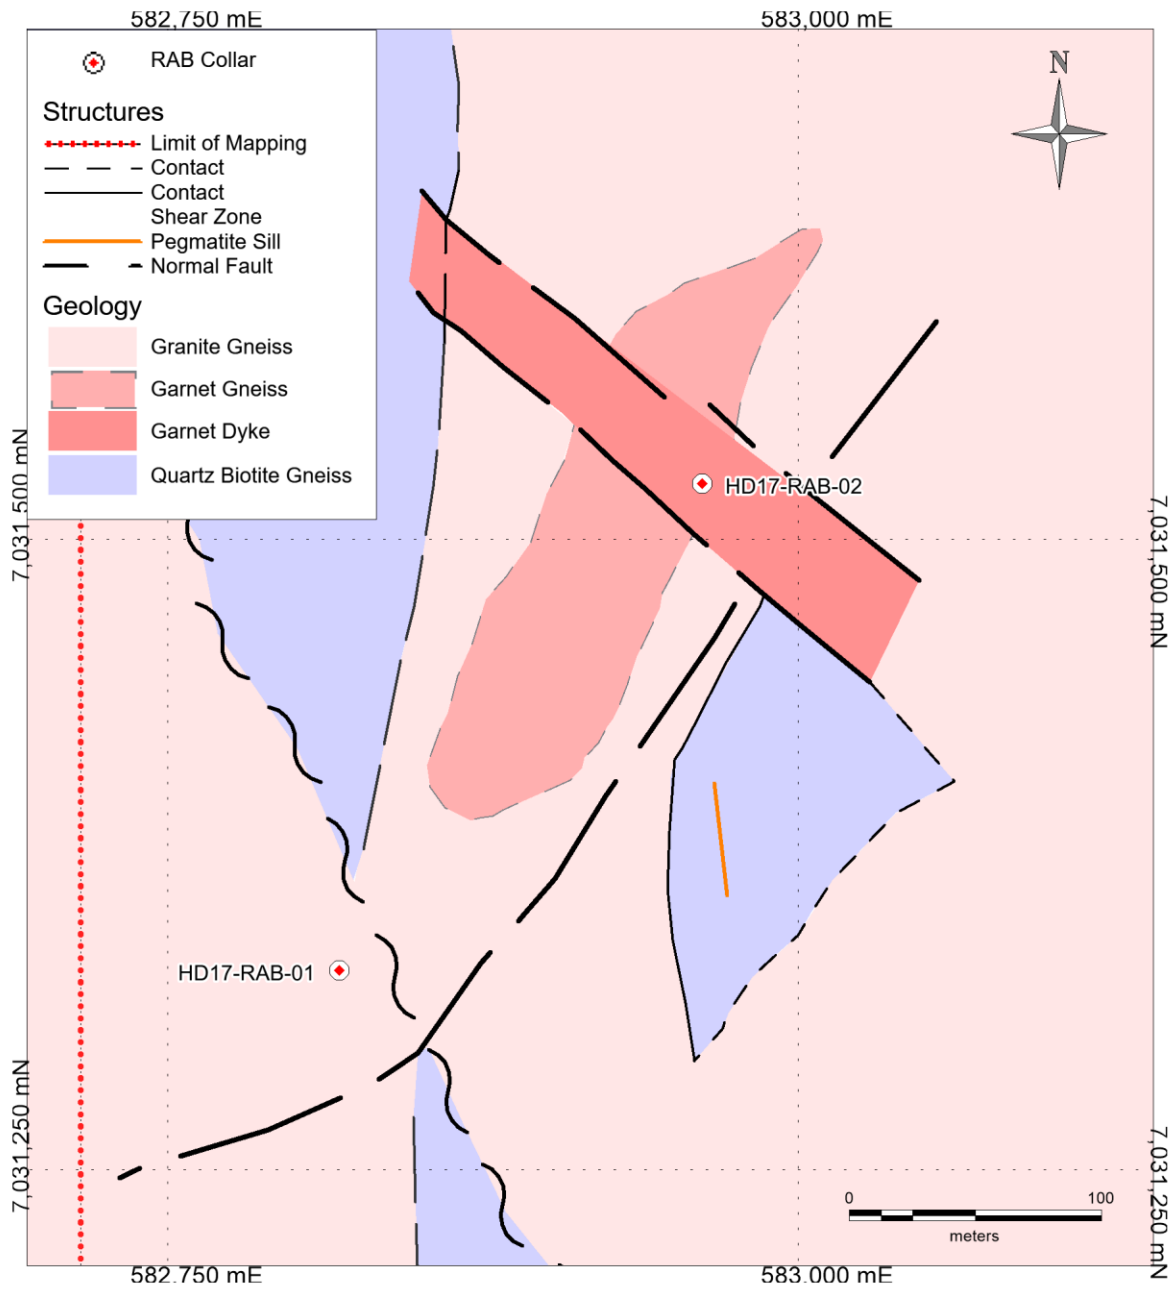 582,750 mE
583,000 mE
RAB Collar
N
Structures
Limit of Mapping
Contact
Contact
Shear Zone
Pegmatite Sill
Normal Fault
Geology
Granite Gneiss
Garnet Gneiss
Garnet Dyke
Quartz Biotite Gneiss
7,031,500 mN
HD17-RAB-02
7,031,500 mN
HD17-RAB-01
7,031,250 mN
7,031,250 mN
0
100
meters
582,750 mE
583,000 mE